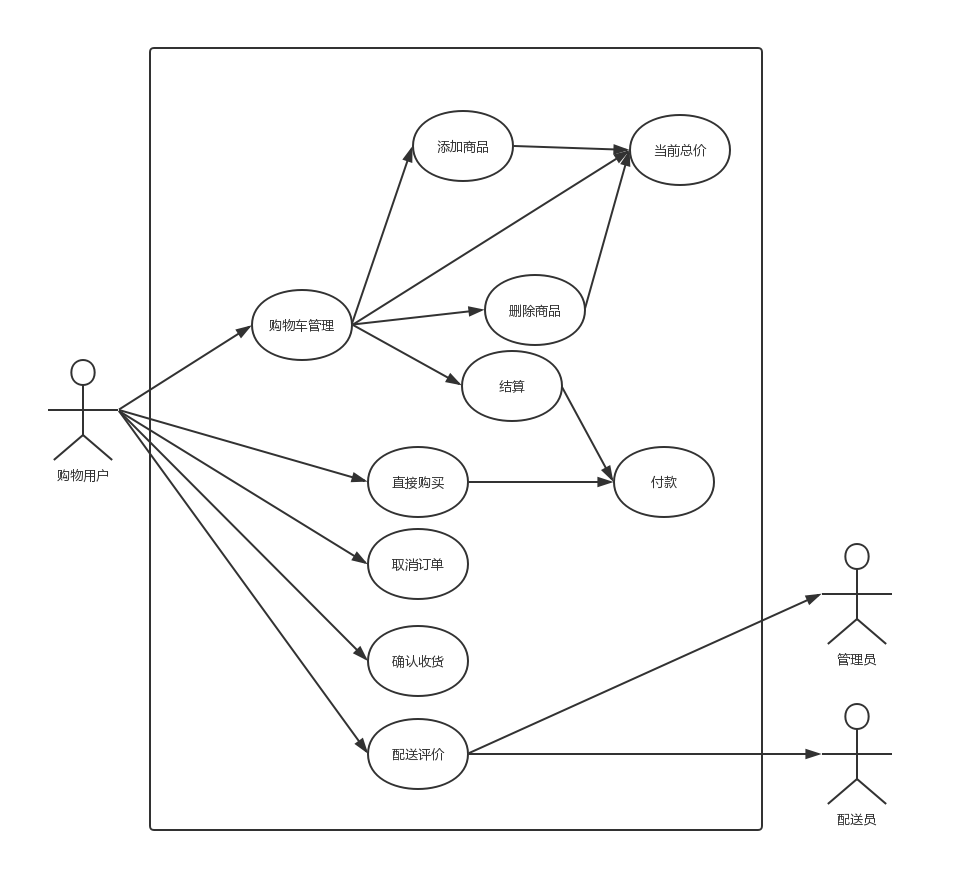 添加商品
当前总价
删除商品
购物车管理
结算
购物用户
直接购买
付款
取消订单
确认收货
管理员
配送评价
配送员